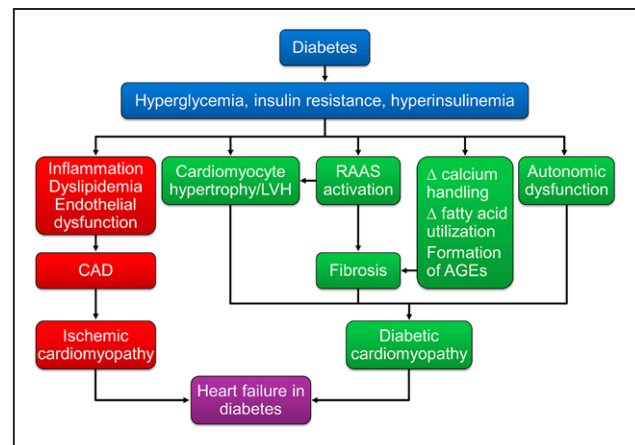 Diabetes
Hyperglycemia, insulin resistance, hyperinsulinemia
Inflammation
Dyslipidemia
Endothelial
dysfunction
Cardiomyocyte
hypertrophy/LVH
RAAS
activation
Δ calcium
handling
Δ fatty acid
utilization
Formation
of AGEs
Autonomic
dysfunction
CAD
Fibrosis
Ischemic
cardiomyopathy
Diabetic
cardiomyopathy
Heart failure in
diabetes